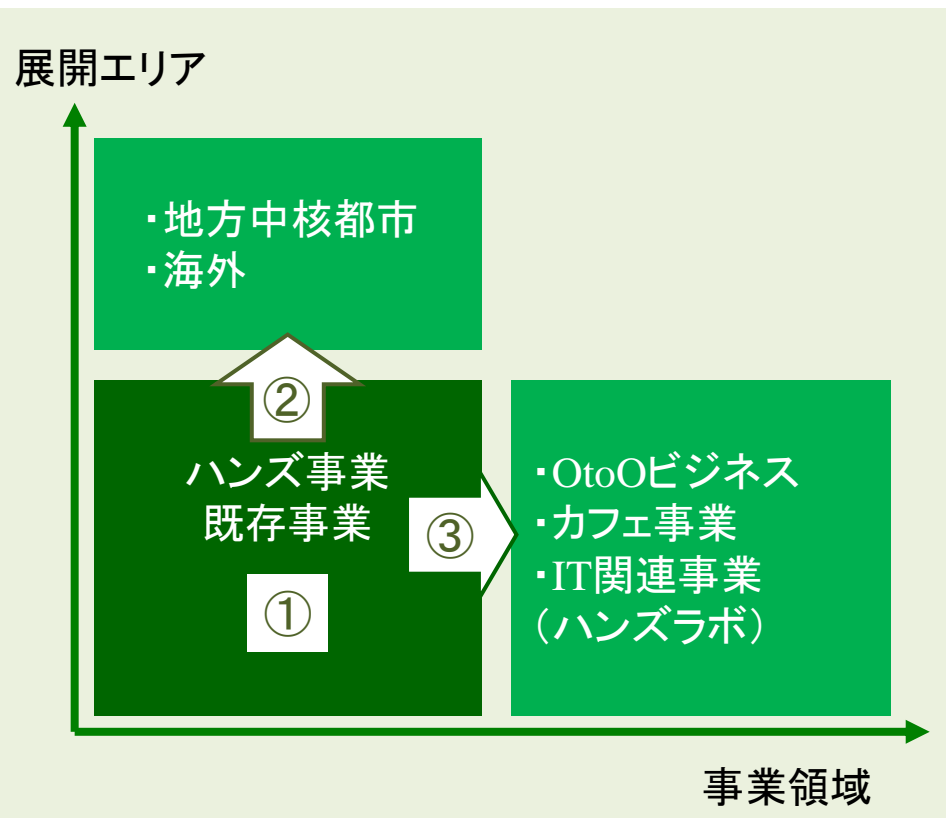 展開エリア
・地方中核都市
・海外
②
ハンズ事業
既存事業
③
①
・OtoOビジネス
・カフェ事業
・IT関連事業
（ハンズラボ）
事業領域